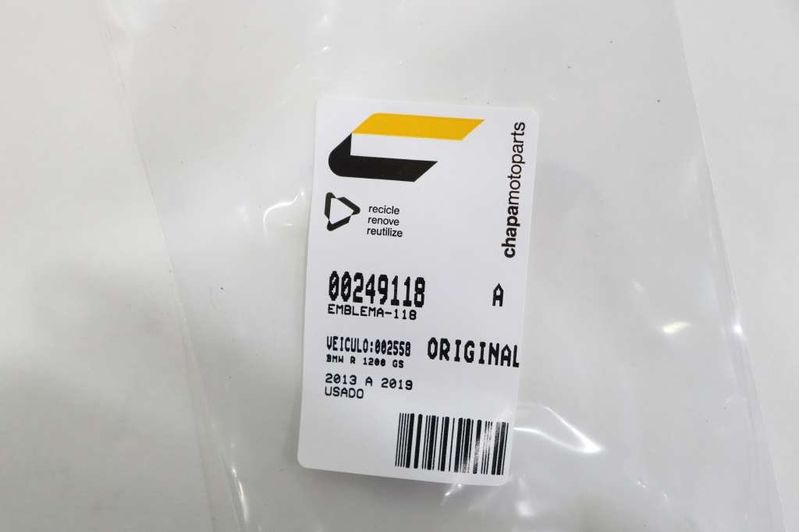 chapamotoparts
recicle
renove
reutilize
00249118 A
EMBLEMA-118
VEICULO:002558 ORIGINAL
BMW R 1200 GS
2013 A 2019
USADO